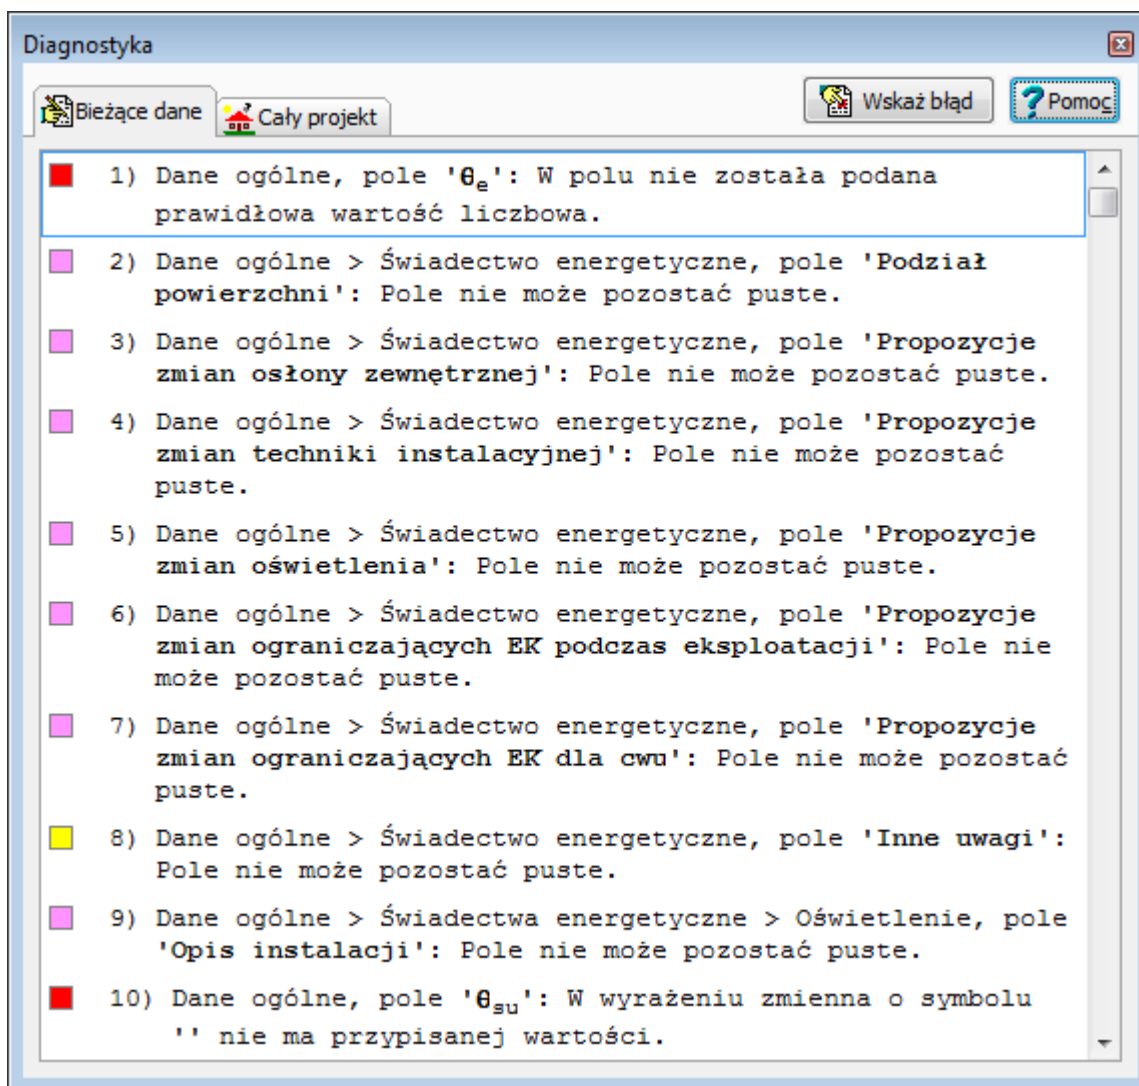 Diagnostyka
Bieżące dane
Cały projekt
Wskaż błąd
Pomoc
1) Dane ogólne, pole 'θe': W polu nie została podana
prawidłowa wartość liczbowa.
2) Dane ogólne > Świadectwo energetyczne, pole 'Podział
powierzchni': Pole nie może pozostać puste.
3) Dane ogólne > Świadectwo energetyczne, pole 'Propozycje
zmian osłony zewnętrznej': Pole nie może pozostać puste.
4) Dane ogólne > Świadectwo energetyczne, pole 'Propozycje
zmian techniki instalacyjnej': Pole nie może pozostać
puste.
5) Dane ogólne > Świadectwo energetyczne, pole 'Propozycje
zmian oświetlenia': Pole nie może pozostać puste.
6) Dane ogólne > Świadectwo energetyczne, pole 'Propozycje
zmian ograniczających EK podczas eksploatacji': Pole nie
może pozostać puste.
7) Dane ogólne > Świadectwo energetyczne, pole 'Propozycje
zmian ograniczających EK dla cwu': Pole nie może pozostać
puste.
8) Dane ogólne > Świadectwo energetyczne, pole 'Inne uwagi':
Pole nie może pozostać puste.
9) Dane ogólne > Świadectwa energetyczne > Oświetlenie, pole
'Opis instalacji': Pole nie może pozostać puste.
10) Dane ogólne, pole 'θsu': W wyrażeniu zmienna o symbolu
'' nie ma przypisanej wartości.